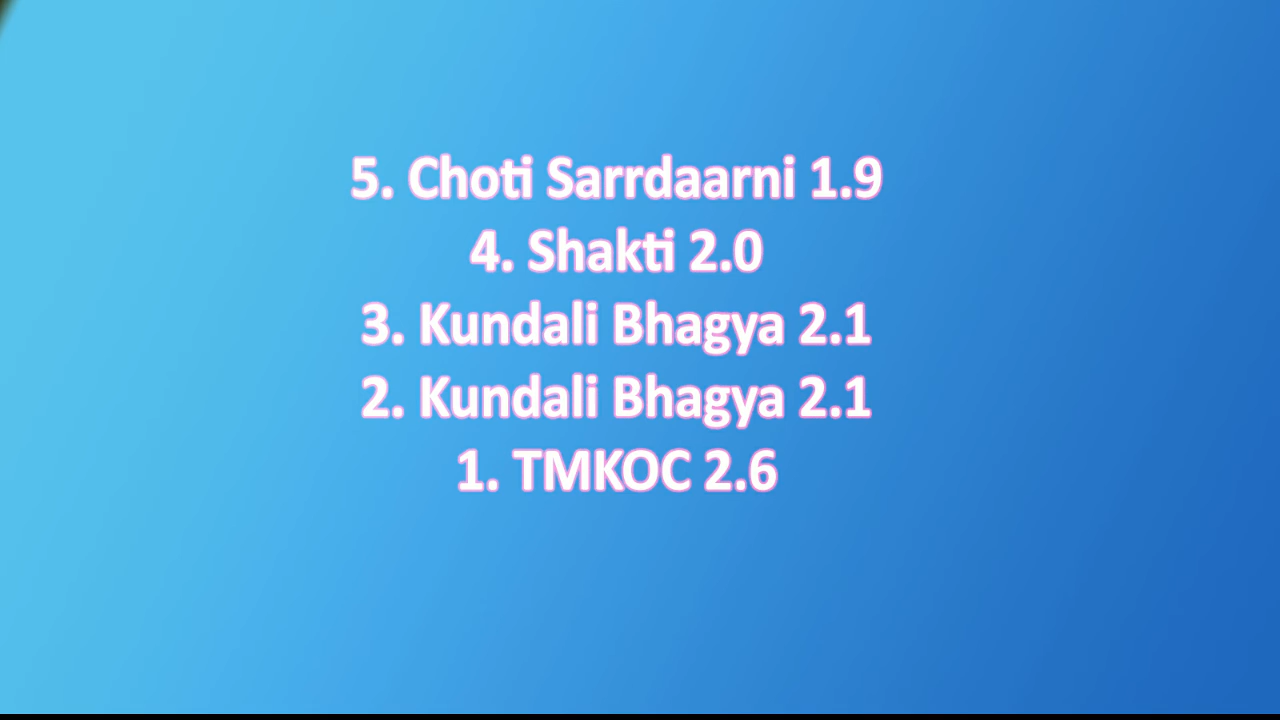 5. Choti Sarrdaarni 1.9
4. Shakti 2.0
3. Kundali Bhagya 2.1
2. Kundali Bhagya 2.1
1. TMKOC 2.6